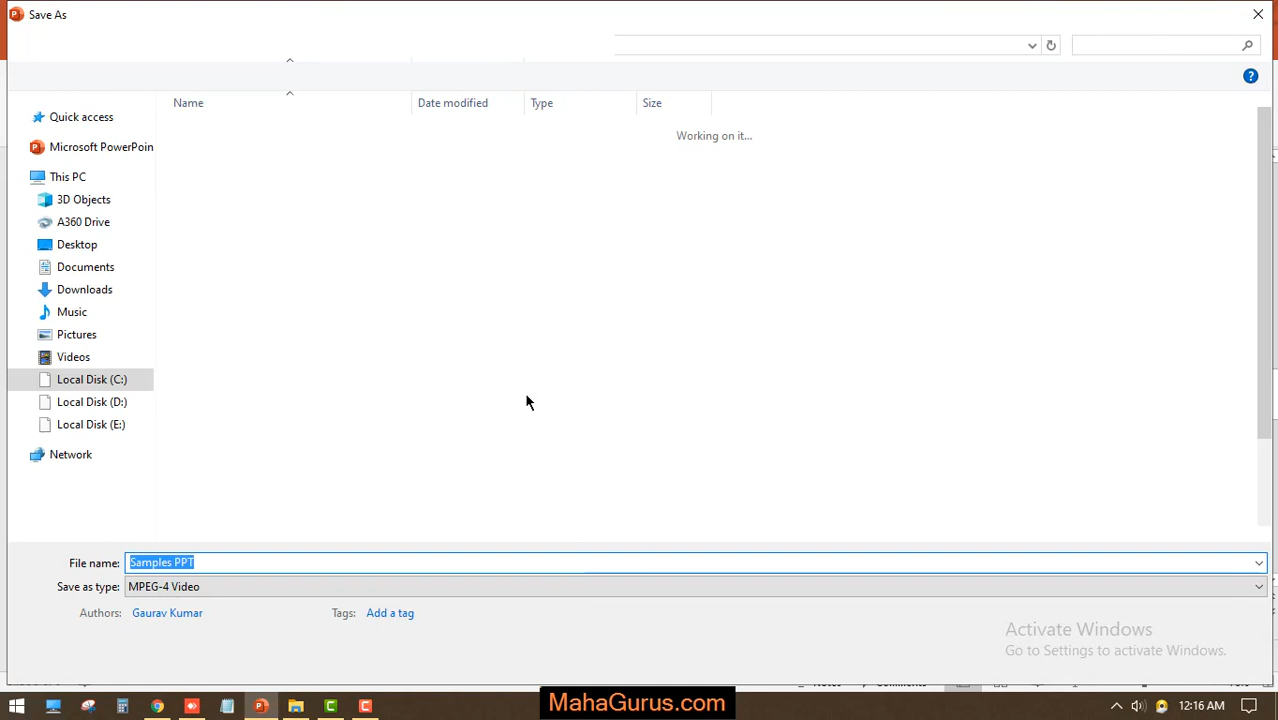 Save As
Name
Date modified
Type
Size
Working on it...
Quick access
Microsoft PowerPoin
This PC
3D Objects
A360 Drive
Desktop
Documents
Downloads
Music
Pictures
Videos
Local Disk (C:)
Local Disk (D:)
Local Disk (E:)
Network
File name: Samples PPT
Save as type: MPEG-4 Video
Authors: Gaurav Kumar Tags: Add a tag
Activate Windows
Go to Settings to activate Windows.
MahaGurus.com
12:16 AM